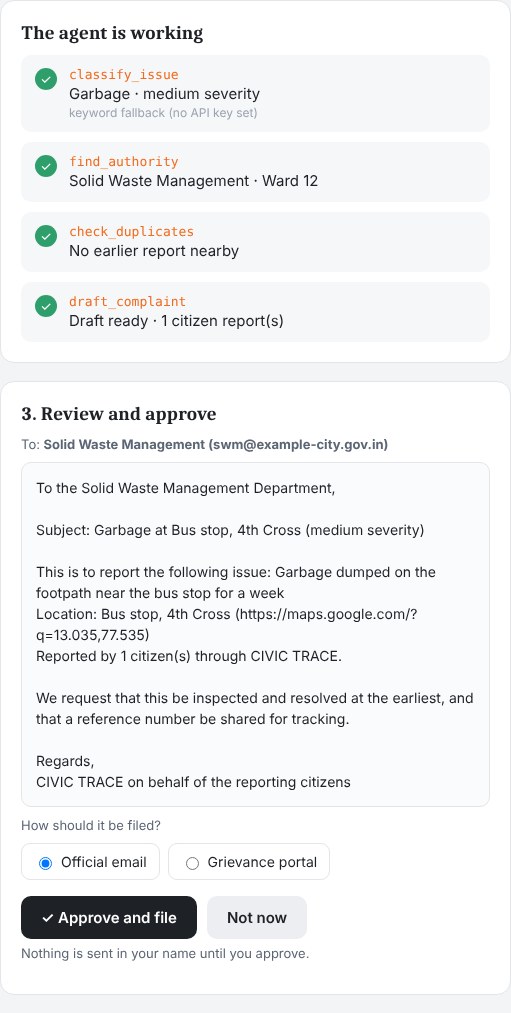 The agent is working
classify_issue
Garbage · medium severity
keyword fallback (no API key set)
find_authority
Solid Waste Management · Ward 12
check_duplicates
No earlier report nearby
draft_complaint
Draft ready · 1 citizen report(s)
3. Review and approve
To: Solid Waste Management (swm@example-city.gov.in)
To the Solid Waste Management Department,
Subject: Garbage at Bus stop, 4th Cross (medium severity)
This is to report the following issue: Garbage dumped on the
footpath near the bus stop for a week
Location: Bus stop, 4th Cross (https://maps.google.com/?
q=13.035,77.535)
Reported by 1 citizen(s) through CIVIC TRACE.
We request that this be inspected and resolved at the earliest, and
that a reference number be shared for tracking.
Regards,
CIVIC TRACE on behalf of the reporting citizens
How should it be filed?
Official email Grievance portal
✓ Approve and file Not now
Nothing is sent in your name until you approve.